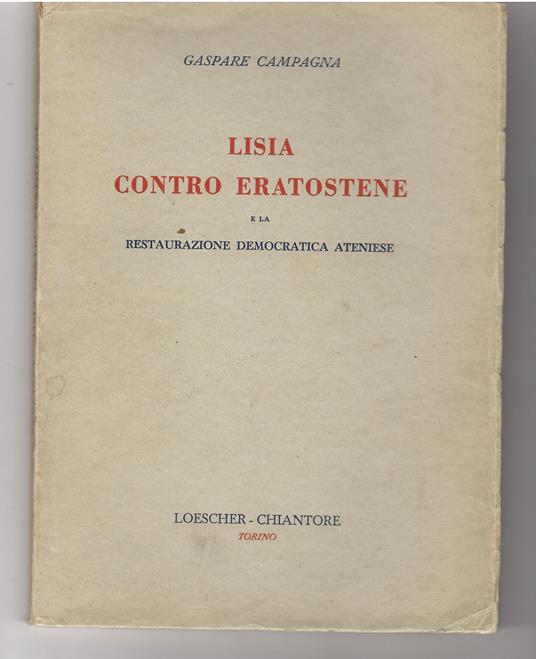 GASPARE CAMPAGNA
LISIA
CONTRO ERATOSTENE
E LA
RESTAURAZIONE DEMOCRATICA ATENIESE
LOESCHER - CHIANTORE
TORINO